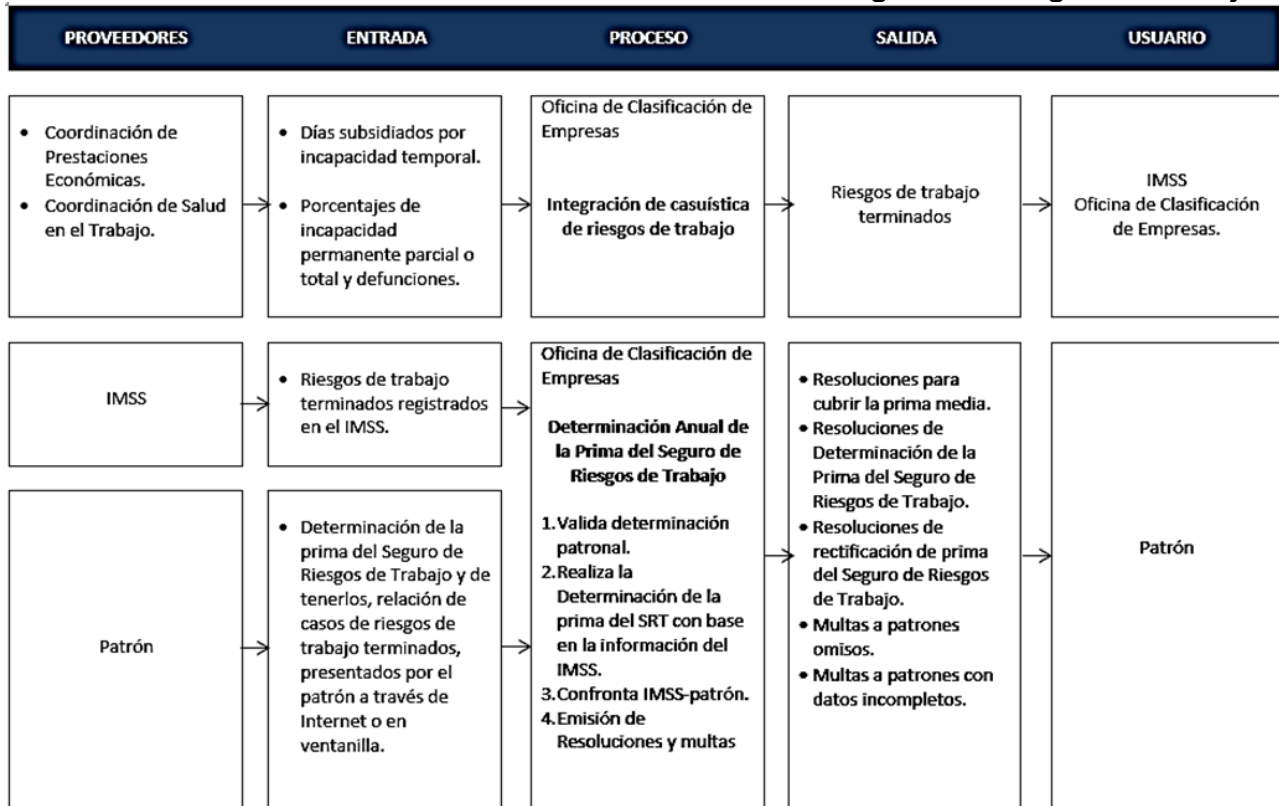 PROVEEDORES
ENTRADA
PROCESO
SALIDA
USUARIO
• Coordinación de
Prestaciones
Económicas.
• Coordinación de Salud
en el Trabajo.
• Días subsidiados por
incapacidad temporal.
• Porcentajes de
incapacidad
permanente parcial o
total y defunciones.
Oficina de Clasificación de
Empresas
Integración de casuística
de riesgos de trabajo
Riesgos de trabajo
terminados
IMSS
Oficina de Clasificación
de Empresas.
IMSS
• Riesgos de trabajo
terminados registrados
en el IMSS.
Patrón
• Determinación de la
prima del Seguro de
Riesgos de Trabajo y de
tenerlos, relación de
casos de riesgos de
trabajo terminados,
presentados por el
patrón a través de
Internet o en
ventanilla.
Oficina de Clasificación de
Empresas
Determinación Anual de
la Prima del Seguro de
Riesgos de Trabajo
1.Valida determinación
patronal.
2.Realiza la
Determinación de la
prima del SRT con base
en la información del
IMSS.
3.Confronta IMSS-patrón.
4.Emisión de
Resoluciones y multas
• Resoluciones para
cubrir la prima media.
• Resoluciones de
Determinación de la
Prima del Seguro de
Riesgos de Trabajo.
• Resoluciones de
rectificación de prima
del Seguro de Riesgos
de Trabajo.
• Multas a patrones
omisos.
• Multas a patrones con
datos incompletos.
Patrón